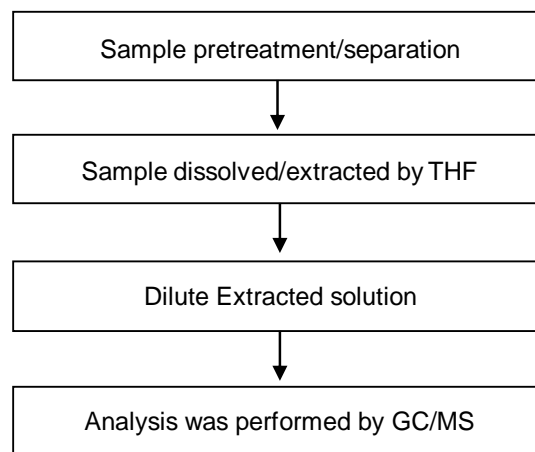 Sample pretreatment/separation
Sample dissolved/extracted by THF
Dilute Extracted solution
Analysis was performed by GC/MS